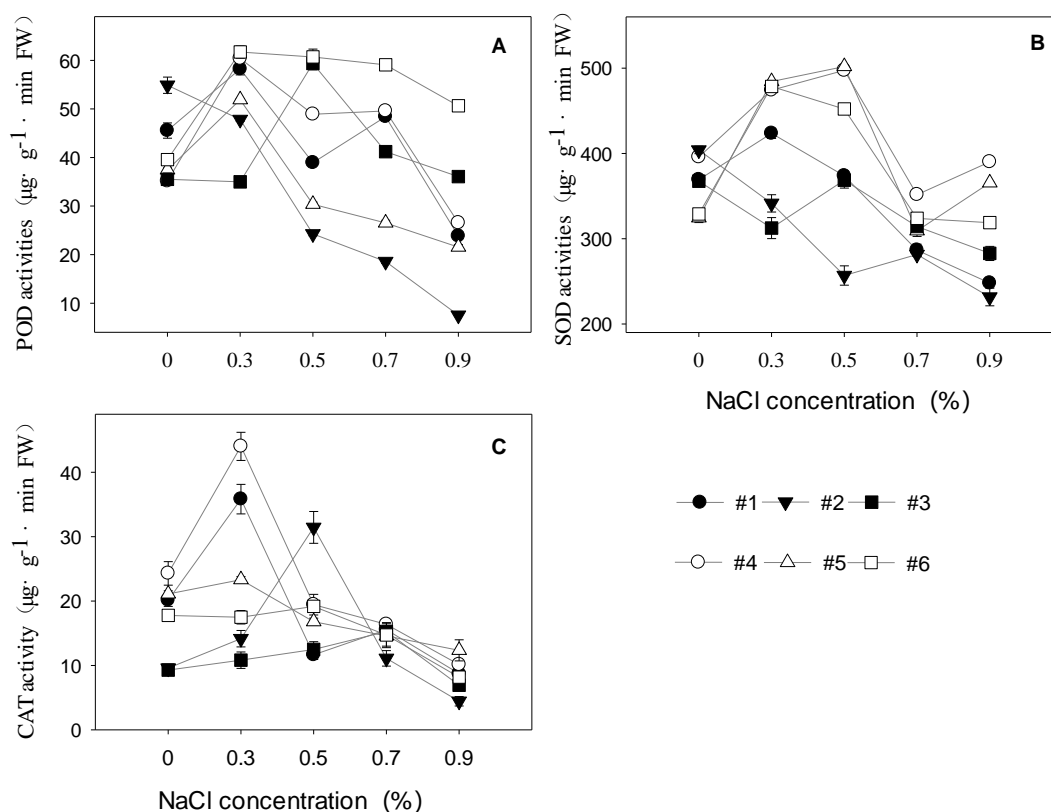 A
POD activities (μg· g-1 · min FW)
60
50
40
30
20
10
0 0.3 0.5 0.7 0.9
B
SOD activities (μg· g-1 · min FW)
500
400
300
200
0 0.3 0.5 0.7 0.9
NaCl concentration (%)
C
CAT activity (μg· g-1 · min FW)
40
30
20
10
0
0 0.3 0.5 0.7 0.9
NaCl concentration (%)
#1 #2 #3
#4 #5 #6